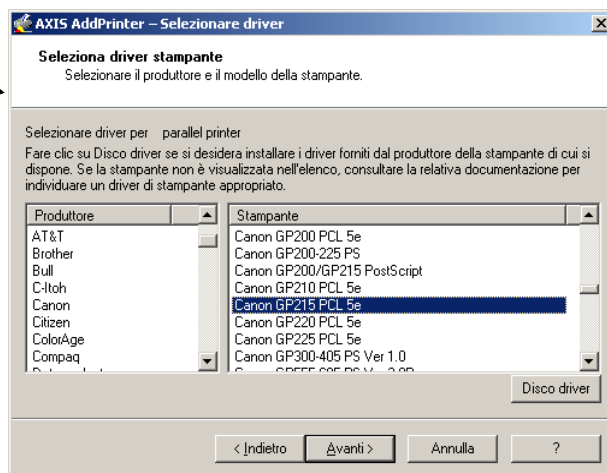 AXIS AddPrinter – Selezionare driver
Seleziona driver stampante
Selezionare il produttore e il modello della stampante.
Selezionare driver per parallel printer
Fare clic su Disco driver se si desidera installare i driver forniti dal produttore della stampante di cui si
dispone. Se la stampante non è visualizzata nell'elenco, consultare la relativa documentazione per
individuare un driver di stampante appropriato.
Produttore
AT&T
Brother
Bull
C-Itoh
Canon
Citizen
ColorAge
Compaq
Stampante
Canon GP200 PCL 5e
Canon GP200-225 PS
Canon GP200/GP215 PostScript
Canon GP210 PCL 5e
Canon GP215 PCL 5e
Canon GP220 PCL 5e
Canon GP225 PCL 5e
Canon GP300-405 PS Ver 1.0
Disco driver
< Indietro
Avanti >
Annulla
?